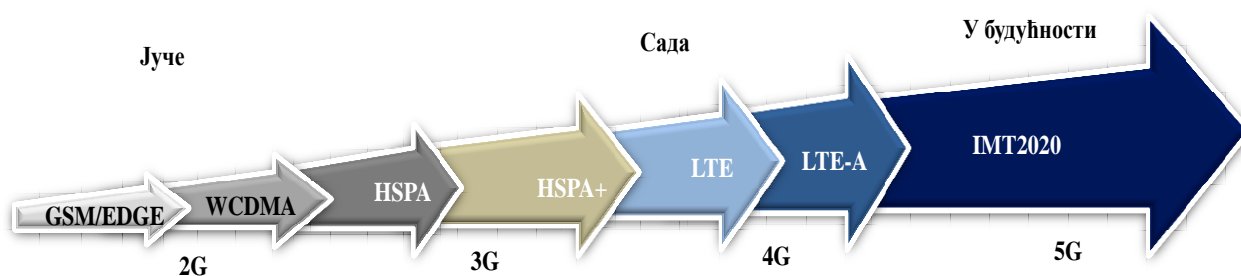 Јуче
Сада
У будућности
GSM/EDGE
WCDMA
HSPA
HSPA+
LTE
LTE-A
IMT2020
2G
3G
4G
5G